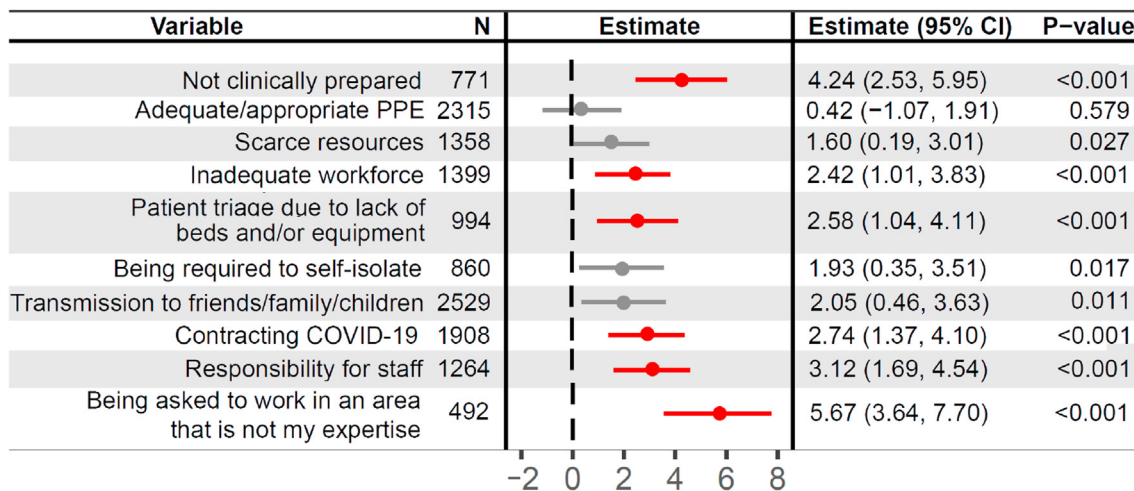 Variable N Estimate Estimate (95% CI) P−value
Not clinically prepared 771 4.24 (2.53, 5.95) <0.001
Adequate/appropriate PPE 2315 0.42 (−1.07, 1.91) 0.579
Scarce resources 1358 1.60 (0.19, 3.01) 0.027
Inadequate workforce 1399 2.42 (1.01, 3.83) <0.001
Patient triage due to lack of
beds and/or equipment 994 2.58 (1.04, 4.11) <0.001
Being required to self-isolate 860 1.93 (0.35, 3.51) 0.017
Transmission to friends/family/children 2529 2.05 (0.46, 3.63) 0.011
Contracting COVID-19 1908 2.74 (1.37, 4.10) <0.001
Responsibility for staff 1264 3.12 (1.69, 4.54) <0.001
Being asked to work in an area
that is not my expertise 492 5.67 (3.64, 7.70) <0.001
−2 0 2 4 6 8